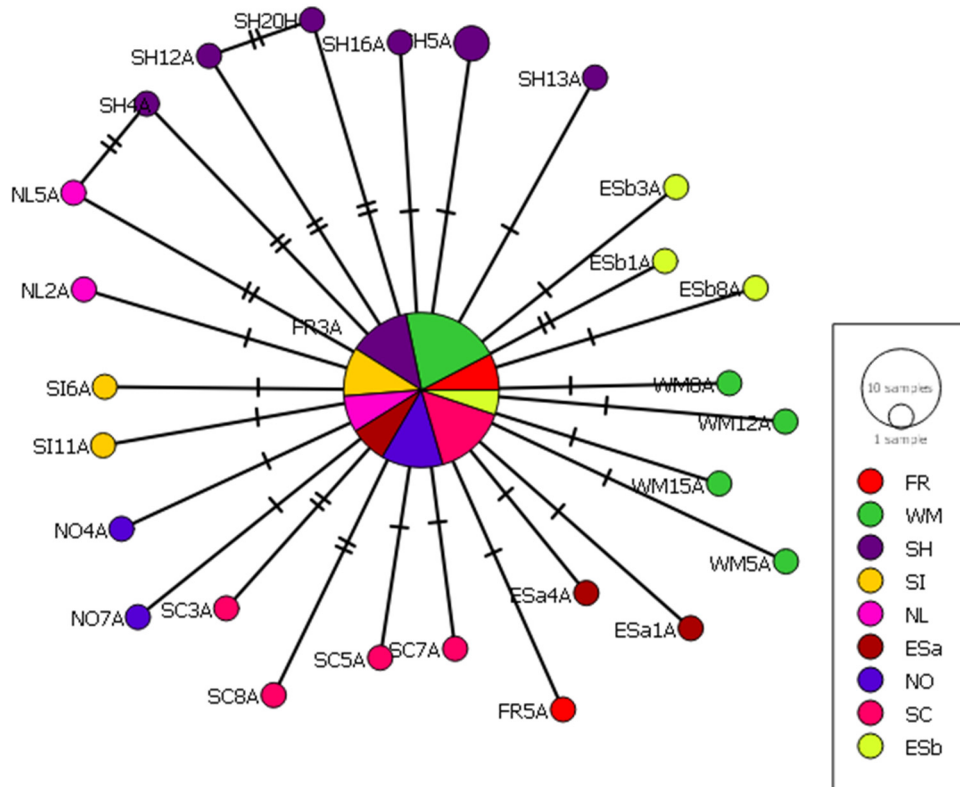 SH20H
SH16A
H5A
SH12A
SH13A
SH4A
NL5A
ESb3A
ESb1A
NL2A
ESb8A
FR3A
SI6A
WM8A
WM12A
SI11A
WM15A
NO4A
WM5A
ESa4A
NO7A
SC3A
ESa1A
SC5A
SC7A
SC8A
FR5A
10 samples
1 sample
FR
WM
SH
SI
NL
ESa
NO
SC
ESb